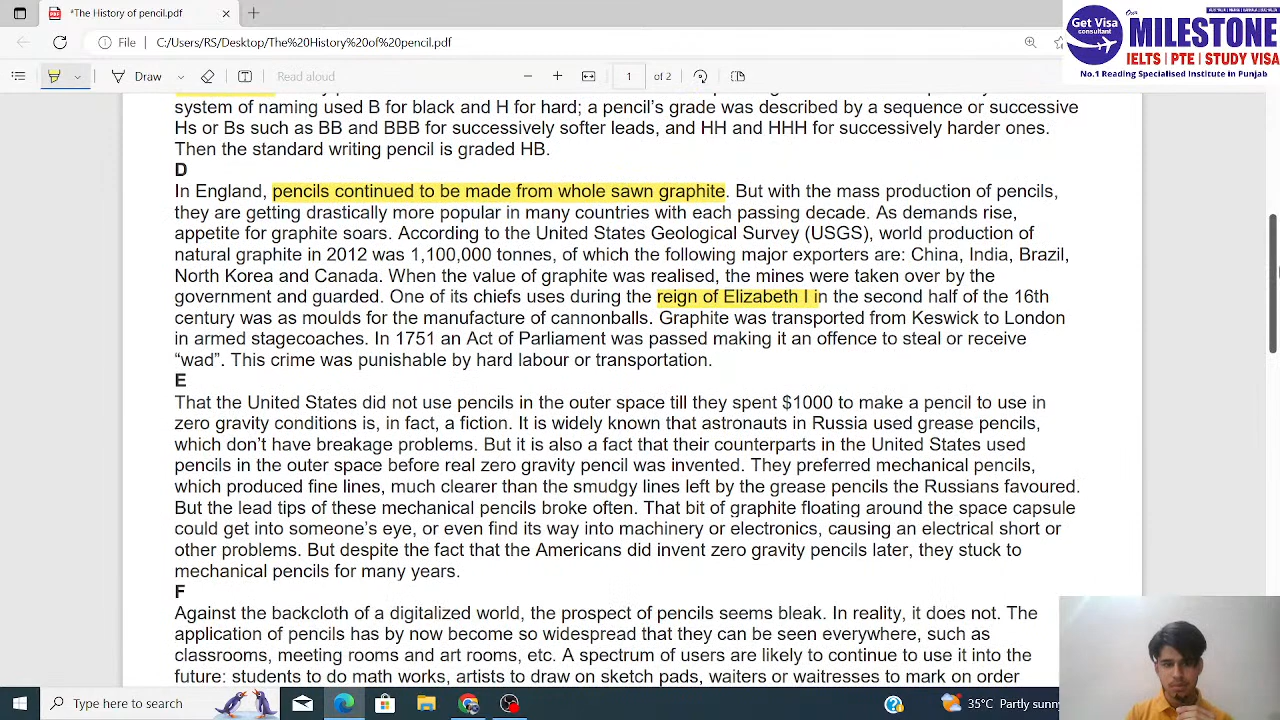 *The History of pencil.pdf
File C:/Users/RS/Desktop/The%20History%20of%20pencil.pdf
Get Visa
consultant
Our
MILESTONE
IELTS | PTE | STUDY VISA
No.1 Reading Specialised Institute in Punjab
Draw Read aloud 1 of 2
system of naming used B for black and H for hard; a pencil's grade was described by a sequence or successive
Hs or Bs such as BB and BBB for successively softer leads, and HH and HHH for successively harder ones.
Then the standard writing pencil is graded HB.
D
In England, pencils continued to be made from whole sawn graphite. But with the mass production of pencils,
they are getting drastically more popular in many countries with each passing decade. As demands rise,
appetite for graphite soars. According to the United States Geological Survey (USGS), world production of
natural graphite in 2012 was 1,100,000 tonnes, of which the following major exporters are: China, India, Brazil,
North Korea and Canada. When the value of graphite was realised, the mines were taken over by the
government and guarded. One of its chiefs uses during the reign of Elizabeth I in the second half of the 16th
century was as moulds for the manufacture of cannonballs. Graphite was transported from Keswick to London
in armed stagecoaches. In 1751 an Act of Parliament was passed making it an offence to steal or receive
“wad”. This crime was punishable by hard labour or transportation.
E
That the United States did not use pencils in the outer space till they spent $1000 to make a pencil to use in
zero gravity conditions is, in fact, a fiction. It is widely known that astronauts in Russia used grease pencils,
which don't have breakage problems. But it is also a fact that their counterparts in the United States used
pencils in the outer space before real zero gravity pencil was invented. They preferred mechanical pencils,
which produced fine lines, much clearer than the smudgy lines left by the grease pencils the Russians favoured.
But the lead tips of these mechanical pencils broke often. That bit of graphite floating around the space capsule
could get into someone's eye, or even find its way into machinery or electronics, causing an electrical short or
other problems. But despite the fact that the Americans did invent zero gravity pencils later, they stuck to
mechanical pencils for many years.
F
Against the backcloth of a digitalized world, the prospect of pencils seems bleak. In reality, it does not. The
application of pencils has by now become so widespread that they can be seen everywhere, such as
classrooms, meeting rooms and art rooms, etc. A spectrum of users are likely to continue to use it into the
future: students to do math works, artists to draw on sketch pads, waiters or waitresses to mark on order
Type here to search 35°C Partly sunny